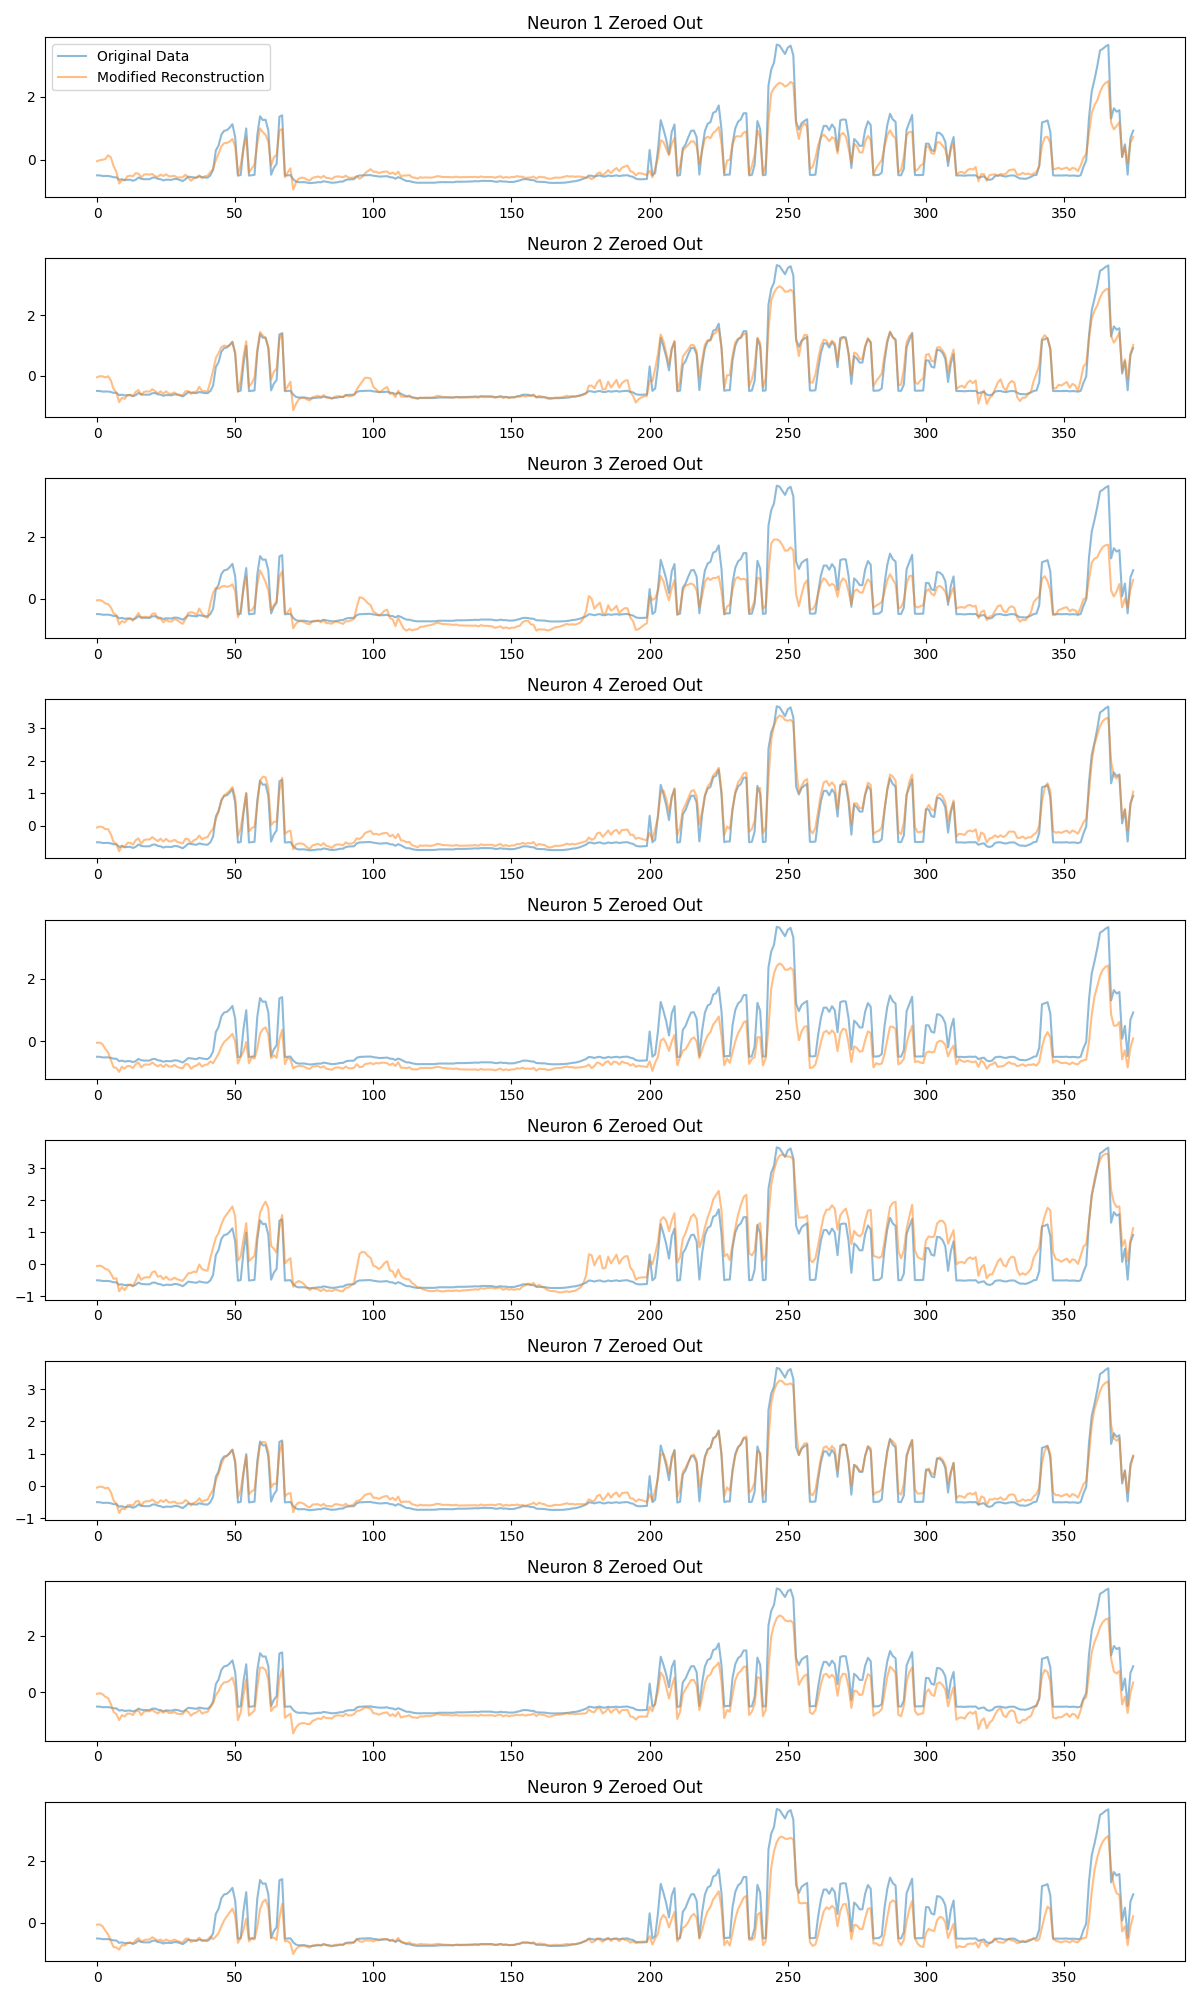 Neuron 1 Zeroed Out
Original Data
Modified Reconstruction
2
0
0 50 100 150 200 250 300 350
Neuron 2 Zeroed Out
2
0
0 50 100 150 200 250 300 350
Neuron 3 Zeroed Out
2
0
0 50 100 150 200 250 300 350
Neuron 4 Zeroed Out
3
2
1
0
0 50 100 150 200 250 300 350
Neuron 5 Zeroed Out
2
0
0 50 100 150 200 250 300 350
Neuron 6 Zeroed Out
3
2
1
0
−1
0 50 100 150 200 250 300 350
Neuron 7 Zeroed Out
3
2
1
0
−1
0 50 100 150 200 250 300 350
Neuron 8 Zeroed Out
2
0
0 50 100 150 200 250 300 350
Neuron 9 Zeroed Out
2
0
0 50 100 150 200 250 300 350